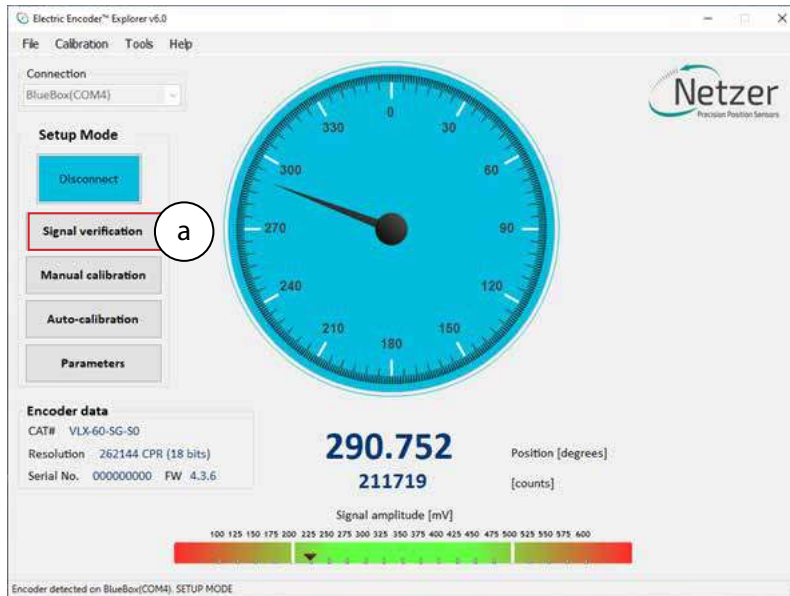 Electric Encoder™ Explorer v6.0
File Calibration Tools Help
Connection
BlueBox(COM4)
Netzer
Precision Position Sensors
Setup Mode
Disconnect
Signal verification
a
Manual calibration
Auto-calibration
Parameters
0
30
60
90
120
150
180
210
240
270
300
330
Encoder data
CAT# VLX-60-SG-S0
Resolution 262144 CPR (18 bits)
Serial No. 000000000 FW 4.3.6
290.752 Position [degrees]
211719 [counts]
Signal amplitude [mV]
100 125 150 175 200 225 250 275 300 325 350 375 400 425 450 475 500 525 550 575 600
Encoder detected on BlueBox(COM4). SETUP MODE